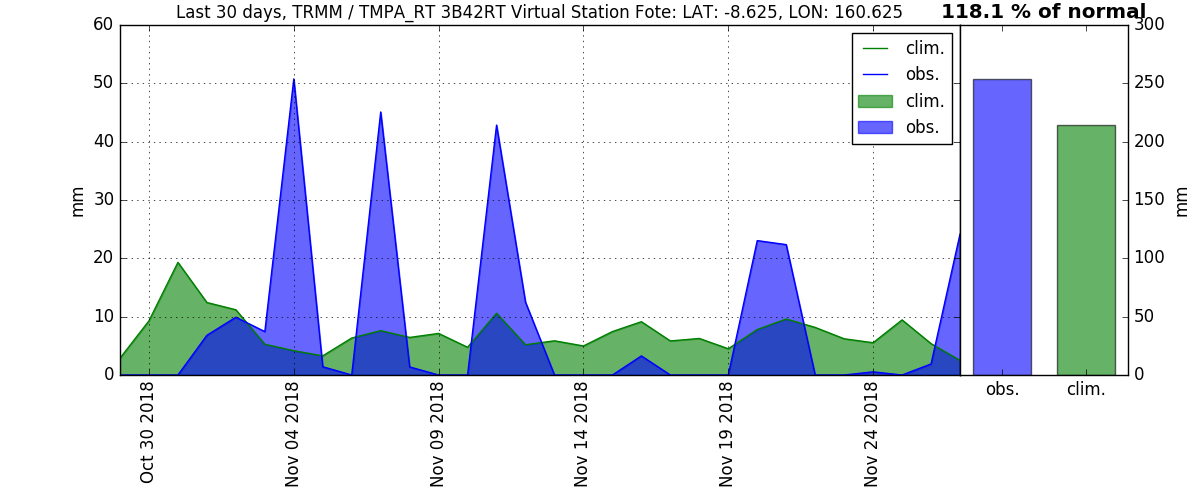 Last 30 days, TRMM / TMPA_RT 3B42RT Virtual Station Fote: LAT: -8.625, LON: 160.625
118.1 % of normal
clim.
obs.
clim.
obs.
60
50
40
30
20
10
0
mm
300
250
200
150
100
50
0
mm
Oct 30 2018
Nov 04 2018
Nov 09 2018
Nov 14 2018
Nov 19 2018
Nov 24 2018
obs.
clim.